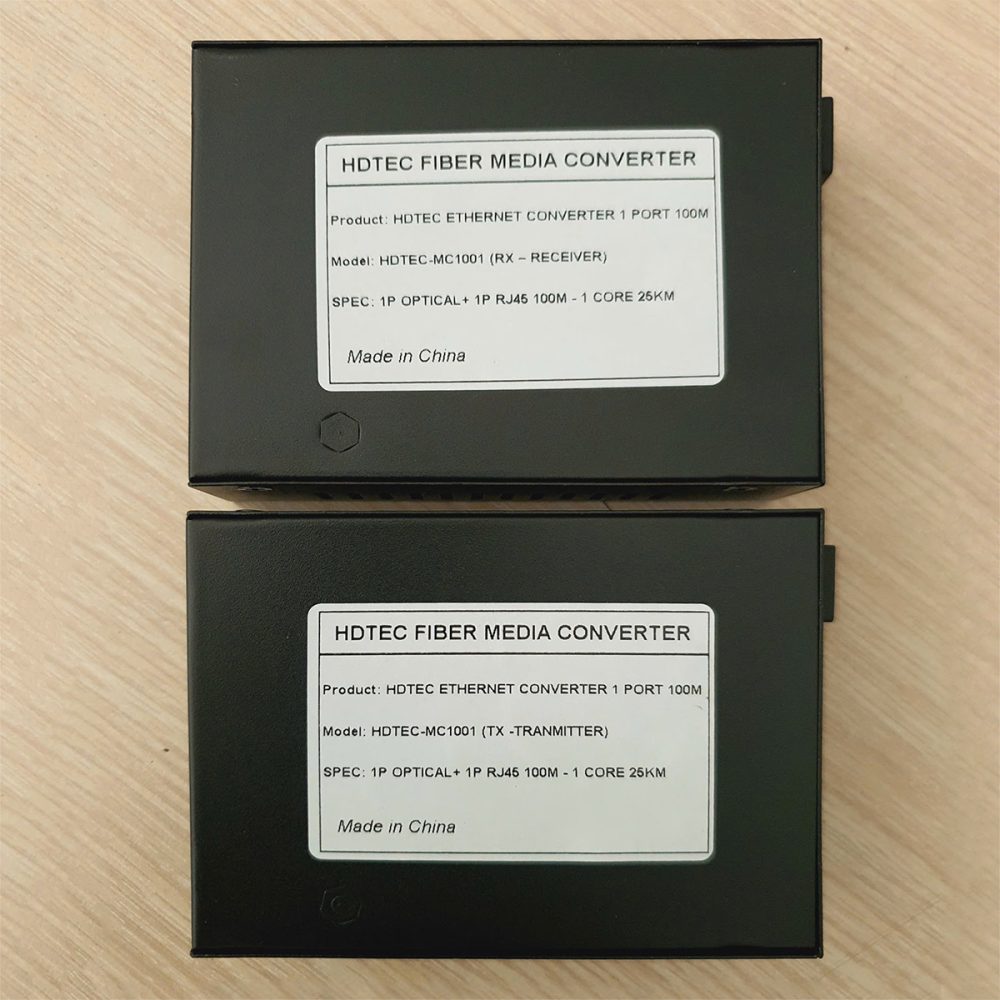 HDTEC FIBER MEDIA CONVERTER
Product: HDTEC ETHERNET CONVERTER 1 PORT 100M
Model: HDTEC-MC1001 (RX – RECEIVER)
SPEC: 1P OPTICAL+ 1P RJ45 100M - 1 CORE 25KM
Made in China
HDTEC FIBER MEDIA CONVERTER
Product: HDTEC ETHERNET CONVERTER 1 PORT 100M
Model: HDTEC-MC1001 (TX -TRANMITTER)
SPEC: 1P OPTICAL+ 1P RJ45 100M - 1 CORE 25KM
Made in China